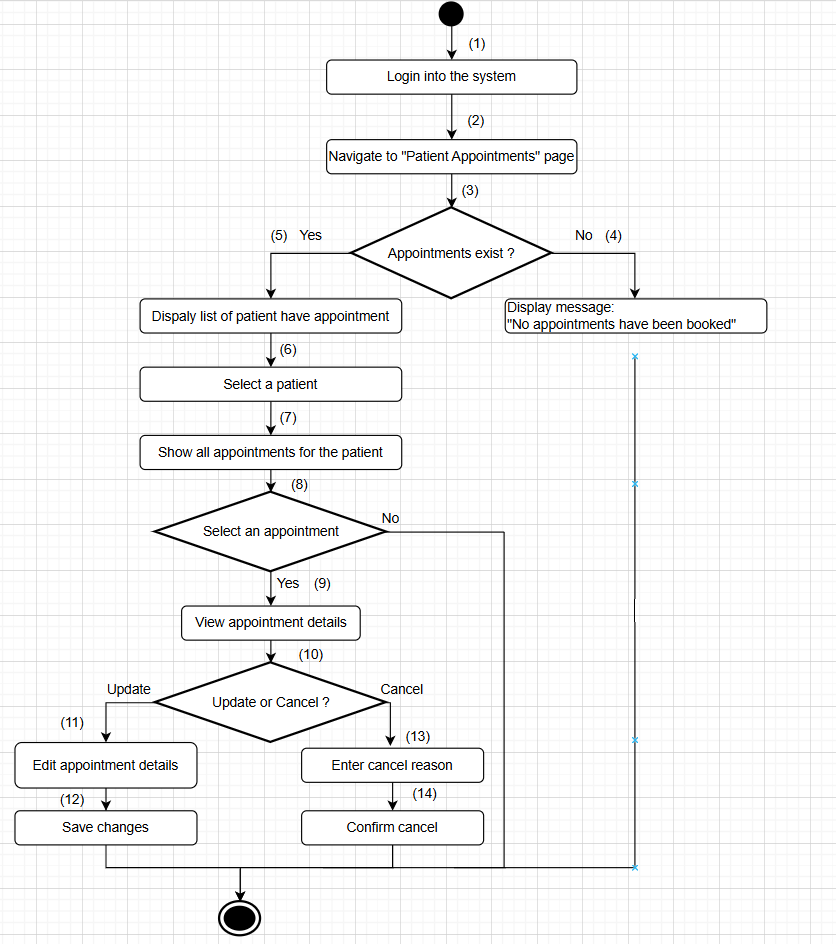 (1)
Login into the system
(2)
Navigate to "Patient Appointments" page
(3)
(5) Yes
No (4)
Appointments exist ?
Dispaly list of patient have appointment
Display message:
"No appointments have been booked"
(6)
Select a patient
(7)
Show all appointments for the patient
(8)
No
Select an appointment
Yes (9)
View appointment details
(10)
Update
Cancel
Update or Cancel ?
(11)
(13)
Edit appointment details
Enter cancel reason
(12)
(14)
Save changes
Confirm cancel